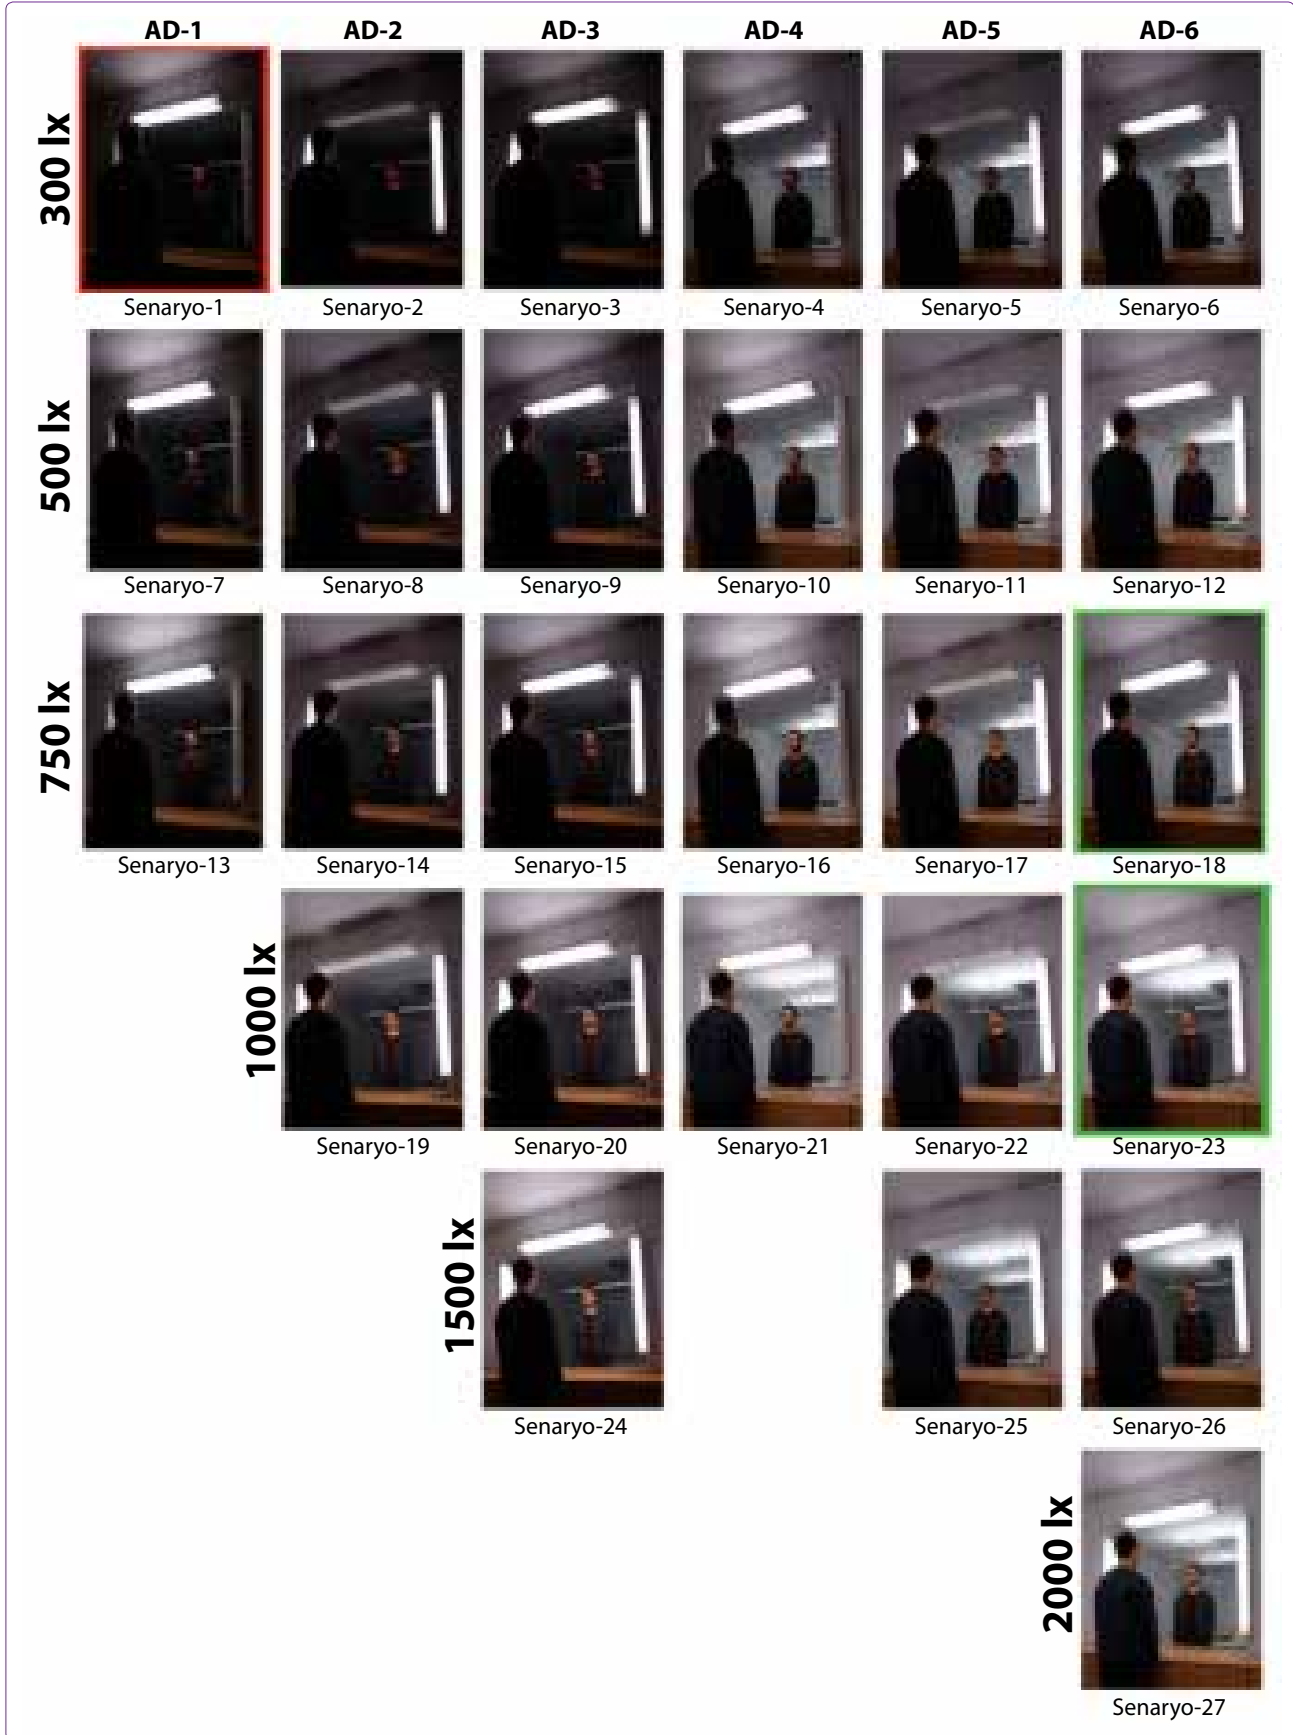 AD-1 AD-2 AD-3 AD-4 AD-5 AD-6
300 lx
Senaryo-1 Senaryo-2 Senaryo-3 Senaryo-4 Senaryo-5 Senaryo-6
500 lx
Senaryo-7 Senaryo-8 Senaryo-9 Senaryo-10 Senaryo-11 Senaryo-12
750 lx
Senaryo-13 Senaryo-14 Senaryo-15 Senaryo-16 Senaryo-17 Senaryo-18
1000 lx
Senaryo-19 Senaryo-20 Senaryo-21 Senaryo-22 Senaryo-23
1500 lx
Senaryo-24 Senaryo-25 Senaryo-26
2000 lx
Senaryo-27